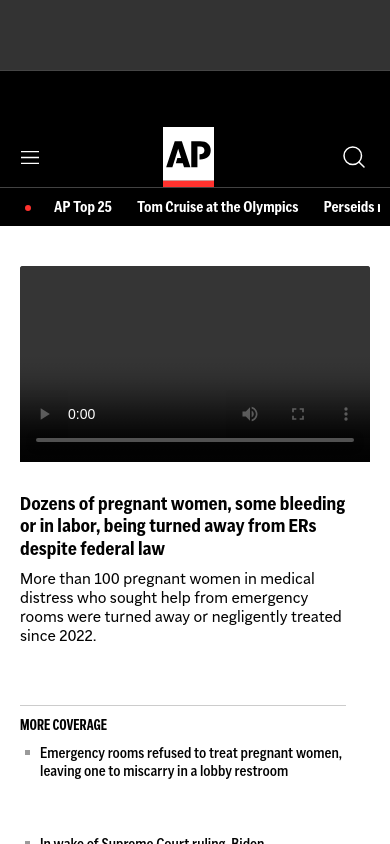 AP
AP Top 25 Tom Cruise at the Olympics Perseids
0:00
Dozens of pregnant women, some bleeding
or in labor, being turned away from ERs
despite federal law
More than 100 pregnant women in medical
distress who sought help from emergency
rooms were turned away or negligently treated
since 2022.
MORE COVERAGE
Emergency rooms refused to treat pregnant women,
leaving one to miscarry in a lobby restroom
In wake of Supreme Court ruling, Biden